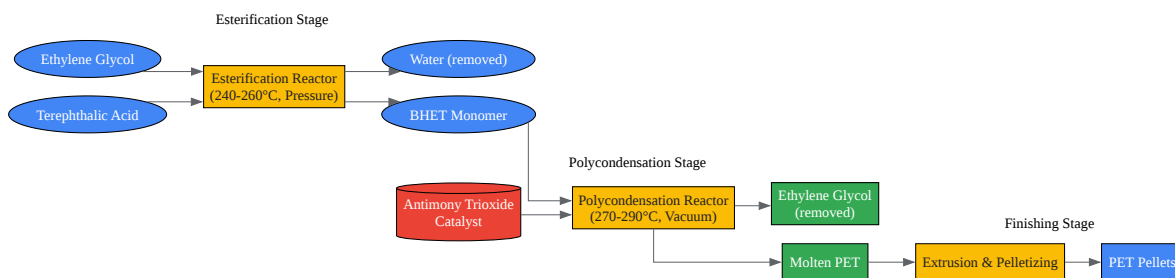 Esterification Stage
Ethylene Glycol
Water (removed)
Esterification Reactor
(240-260°C, Pressure)
Terephthalic Acid
BHET Monomer
Polycondensation Stage
Antimony Trioxide
Catalyst
Polycondensation Reactor
(270-290°C, Vacuum)
Ethylene Glycol
(removed)
Finishing Stage
Molten PET
Extrusion & Pelletizing
PET Pellets